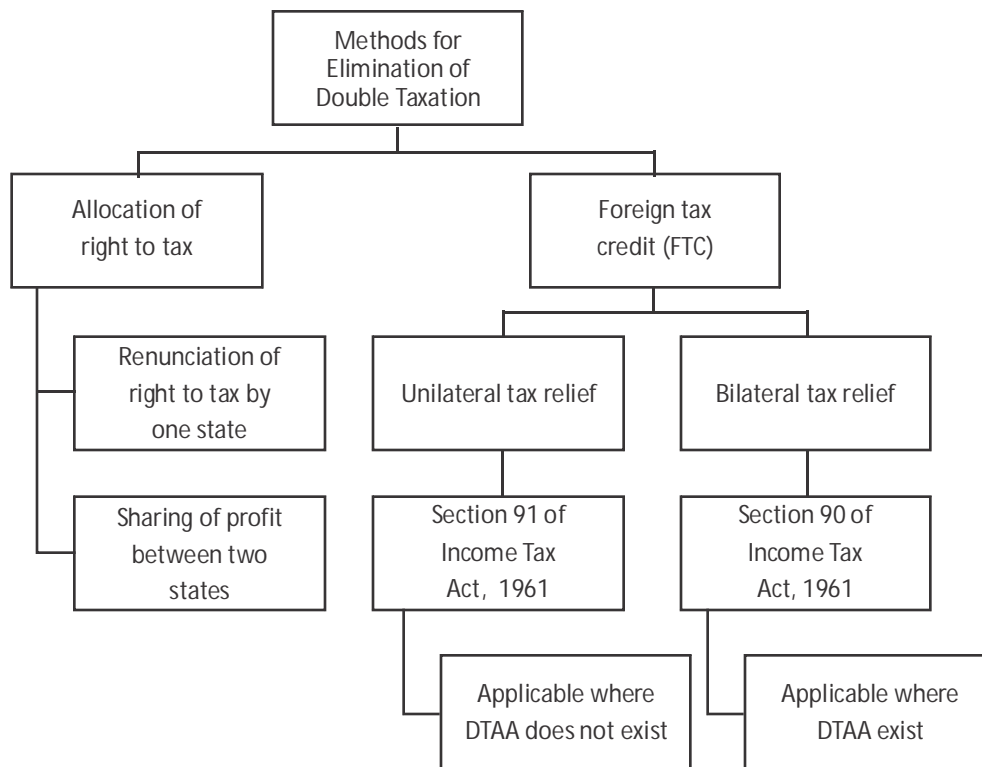 Methods for
Elimination of
Double Taxation
Allocation of
right to tax
Foreign tax
credit (FTC)
Renunciation of
right to tax by
one state
Unilateral tax relief
Bilateral tax relief
Sharing of profit
between two
states
Section 91 of
Income Tax
Act, 1961
Section 90 of
Income Tax
Act, 1961
Applicable where
DTAA does not exist
Applicable where
DTAA exist